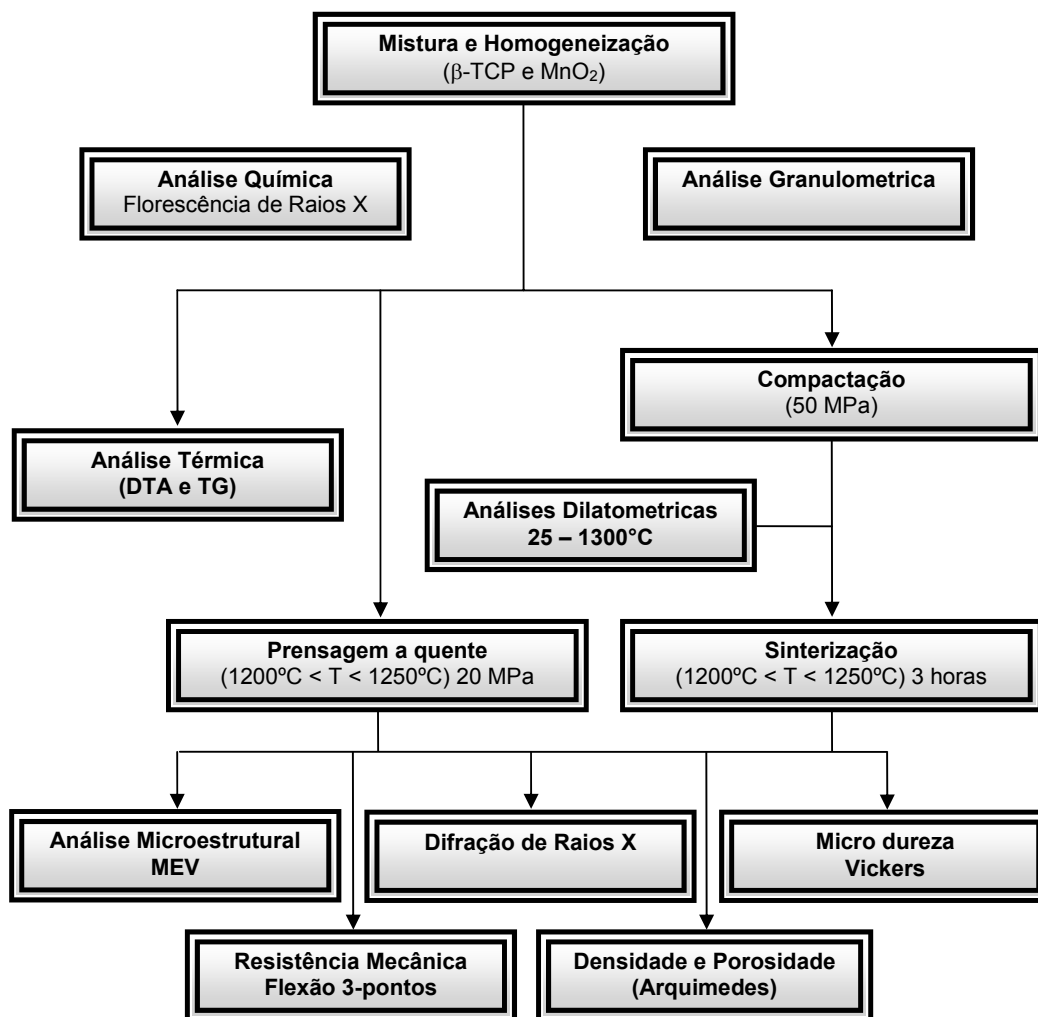 Mistura e Homogeneização
(β-TCP e MnO₂)
Análise Química
Florescência de Raios X
Análise Granulometrica
Compactação
(50 MPa)
Análise Térmica
(DTA e TG)
Análises Dilatometricas
25 – 1300°C
Prensagem a quente
(1200ºC < T < 1250ºC) 20 MPa
Sinterização
(1200ºC < T < 1250ºC) 3 horas
Análise Microestrutural
MEV
Difração de Raios X
Micro dureza
Vickers
Resistência Mecânica
Flexão 3-pontos
Densidade e Porosidade
(Arquimedes)